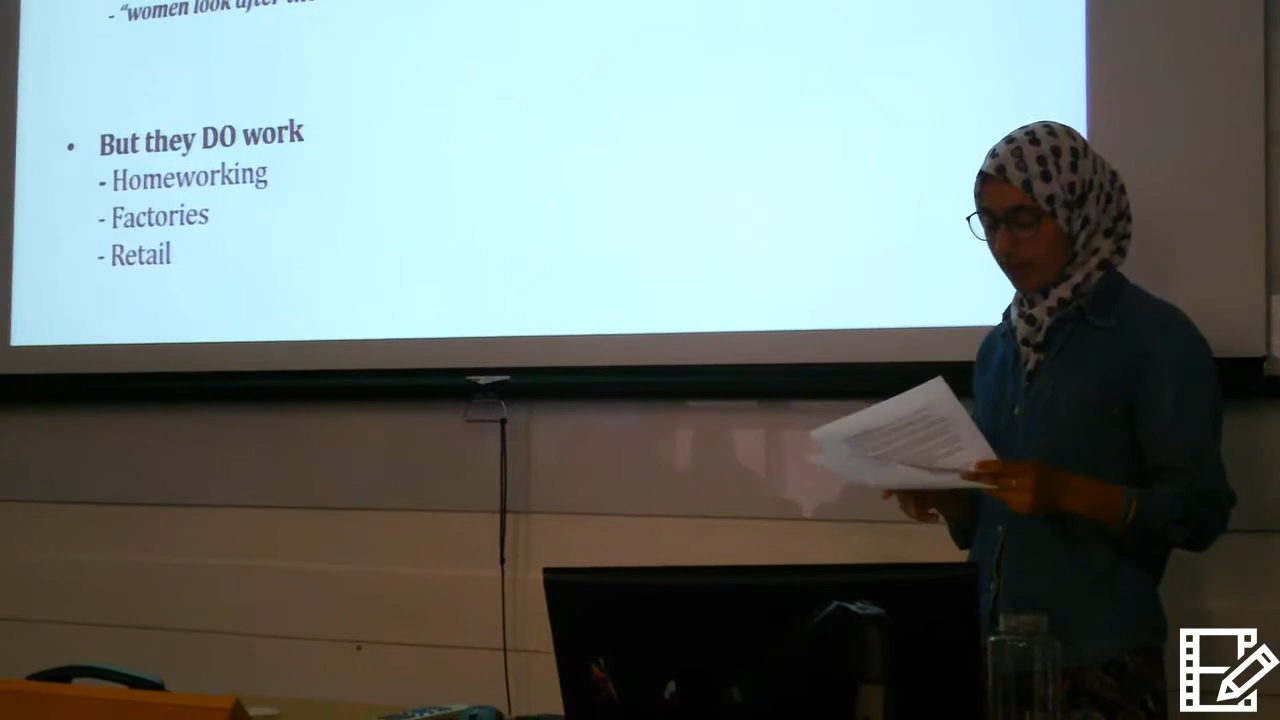 - “women look after the
• But they DO work
- Homeworking
- Factories
- Retail